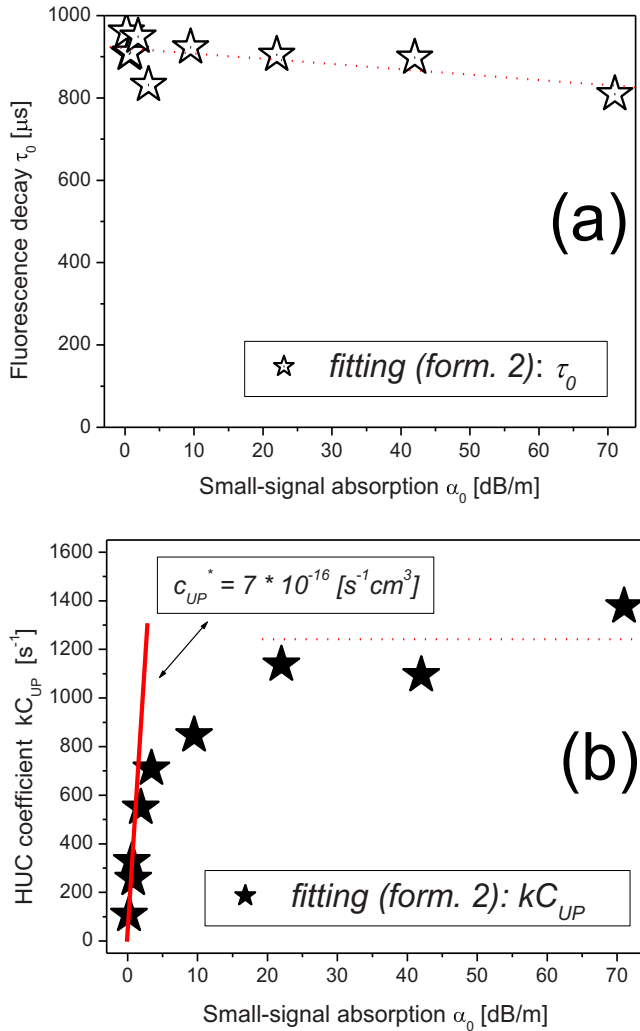 1000
800
600
400
200
0
Fluorescence decay τ₀ [μs]
(a)
☆ fitting (form. 2): τ₀
0 10 20 30 40 50 60 70
Small-signal absorption α₀ [dB/m]
1600
1400
1200
1000
800
600
400
200
0
HUC coefficient kC_UP [s⁻¹]
c_UP* = 7 * 10⁻¹⁶ [s⁻¹cm³]
(b)
★ fitting (form. 2): kC_UP
0 10 20 30 40 50 60 70
Small-signal absorption α₀ [dB/m]